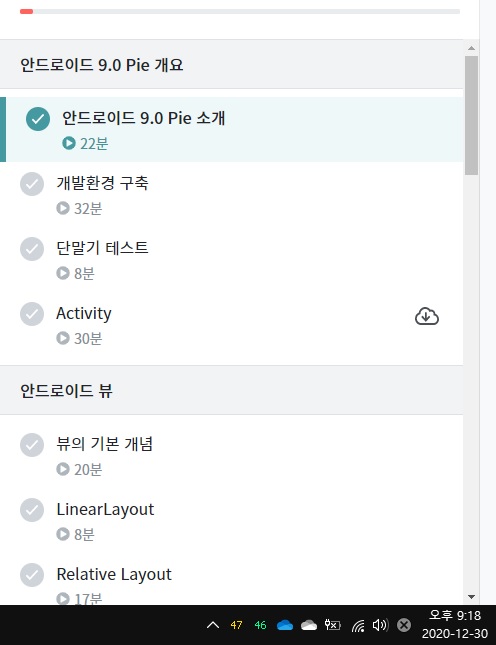 안드로이드 9.0 Pie 개요
안드로이드 9.0 Pie 소개
22분
개발환경 구축
32분
단말기 테스트
8분
Activity
30분
안드로이드 뷰
뷰의 기본 개념
20분
LinearLayout
8분
Relative Layout
17분
47 46 오후 9:18
2020-12-30